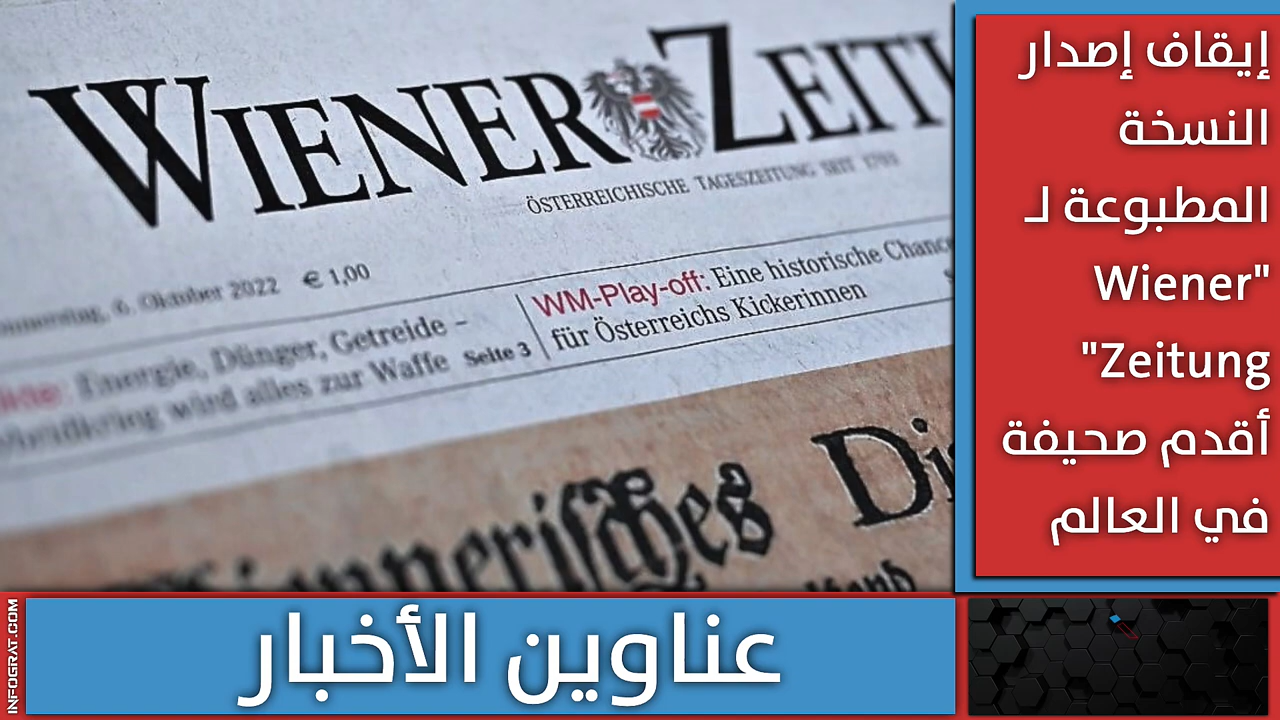 WIENER ZEIT
ÖSTERREICHISCHE TAGESZEITUNG SEIT 1703
6. Oktober 2022 € 1,00
WM-Play-off: Eine historische Chance
für Österreichs Kickerinnen
Energie, Dünger, Getreide –
wird alles zur Waffe Seite 3
إيقاف إصدار
النسخة
المطبوعة لـ
"Wiener
Zeitung"
أقدم صحيفة
في العالم
عناوين الأخبار
INFOGRAT.COM